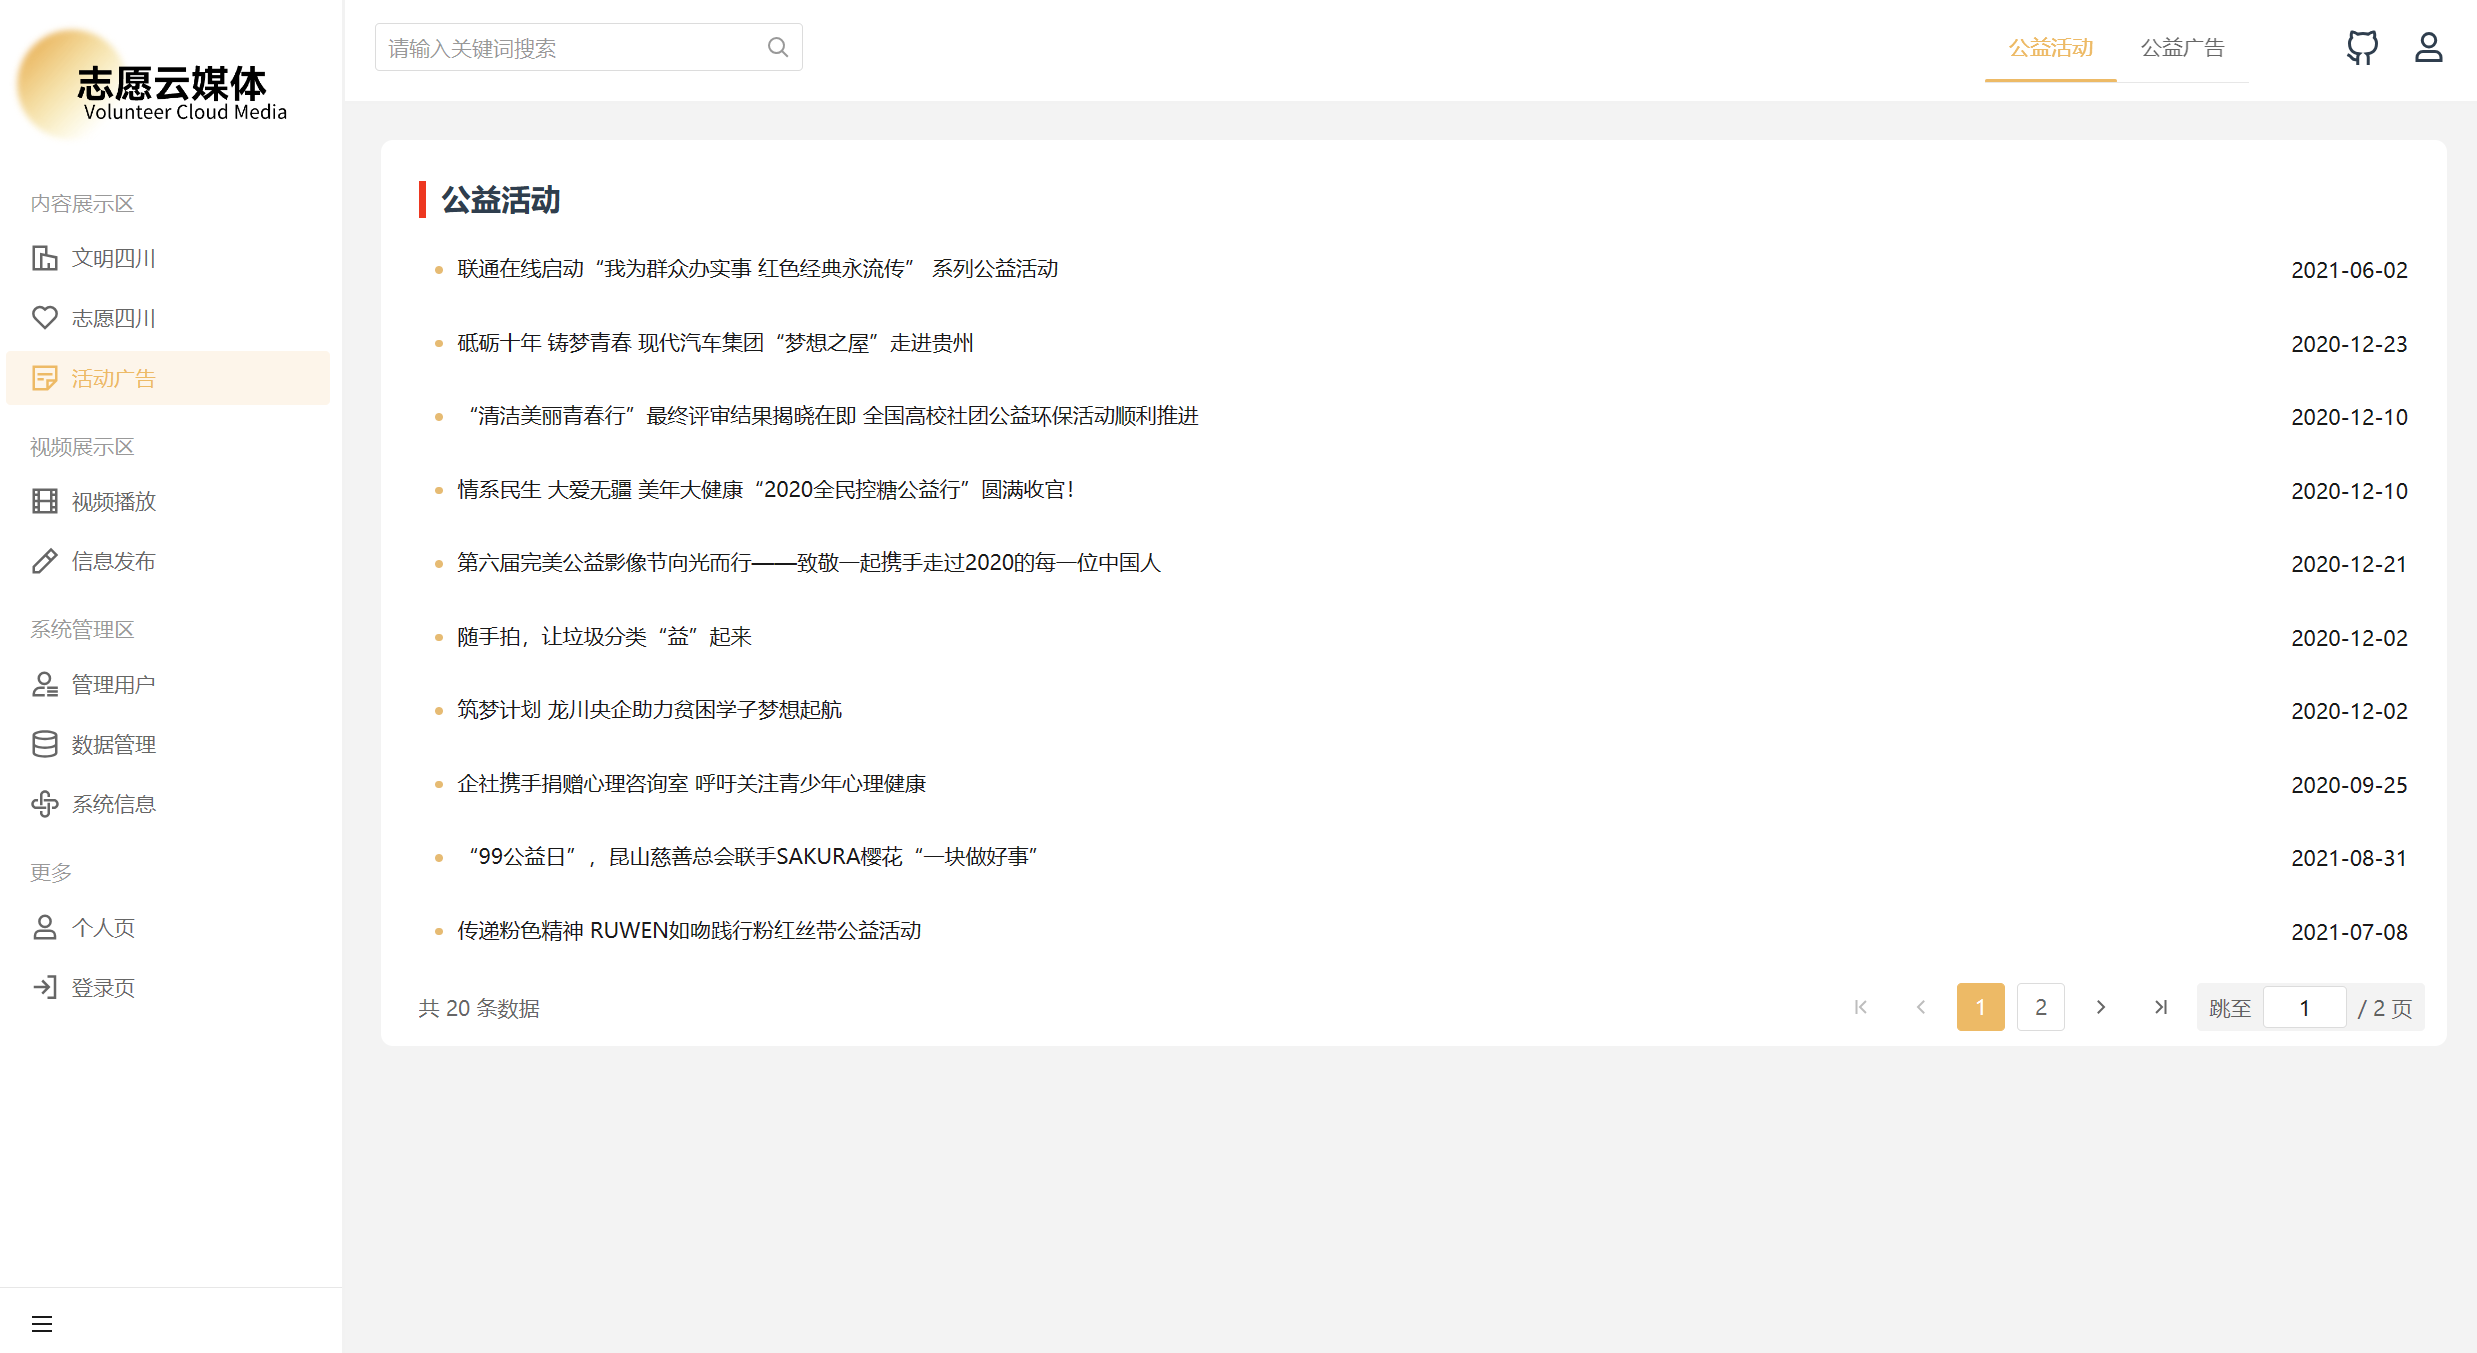 志愿云媒体
Volunteer Cloud Media
内容展示区
文明四川
志愿四川
活动广告
视频展示区
视频播放
信息发布
系统管理区
管理用户
数据管理
系统信息
更多
个人页
登录页
请输入关键词搜索
公益活动 公益广告
公益活动
联通在线启动“我为群众办实事 红色经典永流传” 系列公益活动 2021-06-02
砥砺十年 铸梦青春 现代汽车集团“梦想之屋”走进贵州 2020-12-23
“清洁美丽青春行”最终评审结果揭晓在即 全国高校社团公益环保活动顺利推进 2020-12-10
情系民生 大爱无疆 美年大健康“2020全民控糖公益行”圆满收官！ 2020-12-10
第六届完美公益影像节向光而行——致敬一起携手走过2020的每一位中国人 2020-12-21
随手拍，让垃圾分类“益”起来 2020-12-02
筑梦计划 龙川央企助力贫困学子梦想起航 2020-12-02
企社携手捐赠心理咨询室 呼吁关注青少年心理健康 2020-09-25
“99公益日”，昆山慈善总会联手SAKURA樱花“一块做好事” 2021-08-31
传递粉色精神 RUWEN如吻践行粉红丝带公益活动 2021-07-08
共 20 条数据 1 2 跳至 1 / 2 页